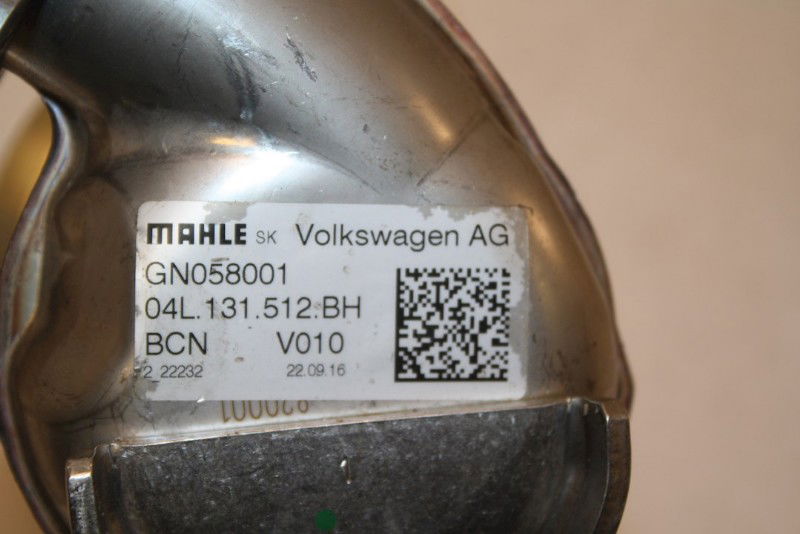 MAHLE SK Volkswagen AG
GN058001
04L.131.512.BH
BCN V010
2 22232 22.09.16